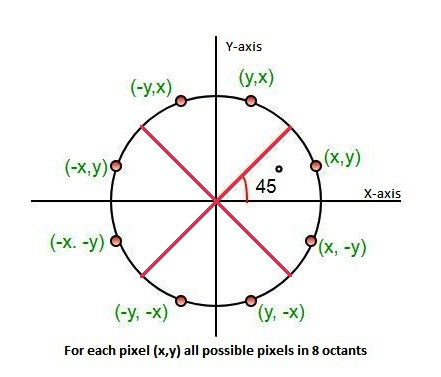 Y-axis
(-y,x)
(y,x)
(-x,y)
(x,y)
45°
X-axis
(-x. -y)
(x, -y)
(-y, -x)
(y, -x)
For each pixel (x,y) all possible pixels in 8 octants